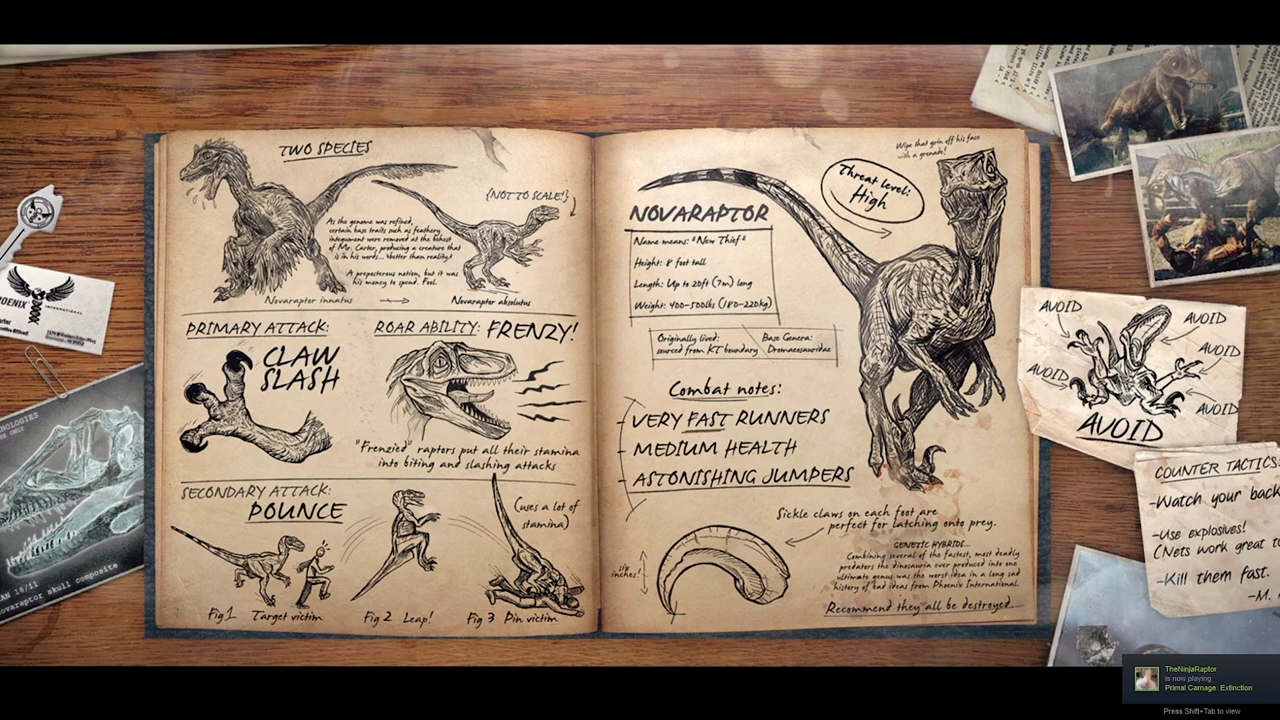 TWO SPECIES
{NOT TO SCALE!}
As the genome was refined,
certain base traits such as feathery
integument were removed at the behest
of Mr. Carter, producing a creature that
is in his words... "better than reality!"
A preposterous notion, but it was
his money to spend. Fool.
Novaraptor innatus
Novaraptor absolutus
PRIMARY ATTACK:
CLAW
SLASH
ROAR ABILITY: FRENZY!
"Frenzied" raptors put all their stamina
into biting and slashing attacks
SECONDARY ATTACK:
POUNCE
(uses a lot of
stamina)
Fig 1 Target victim
Fig 2 Leap!
Fig 3 Pin victim
Wipe that grin off his face
with a grenade!
Threat level:
High
NOVARAPTOR
Name means: "New Thief"
Height: 8 foot tall
Length: Up to 20ft (7m) long
Weight: 400-500lbs (180-220kg)
Originally lived:
sourced from KT boundary
Base Genera:
Dromaeosauridae
Combat notes:
- VERY FAST RUNNERS
- MEDIUM HEALTH
- ASTONISHING JUMPERS
Sickle claws on each foot are
perfect for latching onto prey.
six
inches!
GENETIC HYBRIDS...
Combining several of the fastest, most deadly
predators the dinosauria ever produced into one
ultimate genus was the worst idea in a long sad
history of bad ideas from Phoenix International.
Recommend they all be destroyed.
AVOID
AVOID
AVOID
AVOID
AVOID
AVOID
COUNTER TACTICS:
-Watch your back
-Use explosives!
(Nets work great
-Kill them fast.
-M.
INTERNATIONAL
Novaraptor skull composite
TheNinjaRaptor
is now playing
Primal Carnage: Extinction
Press Shift+Tab to view